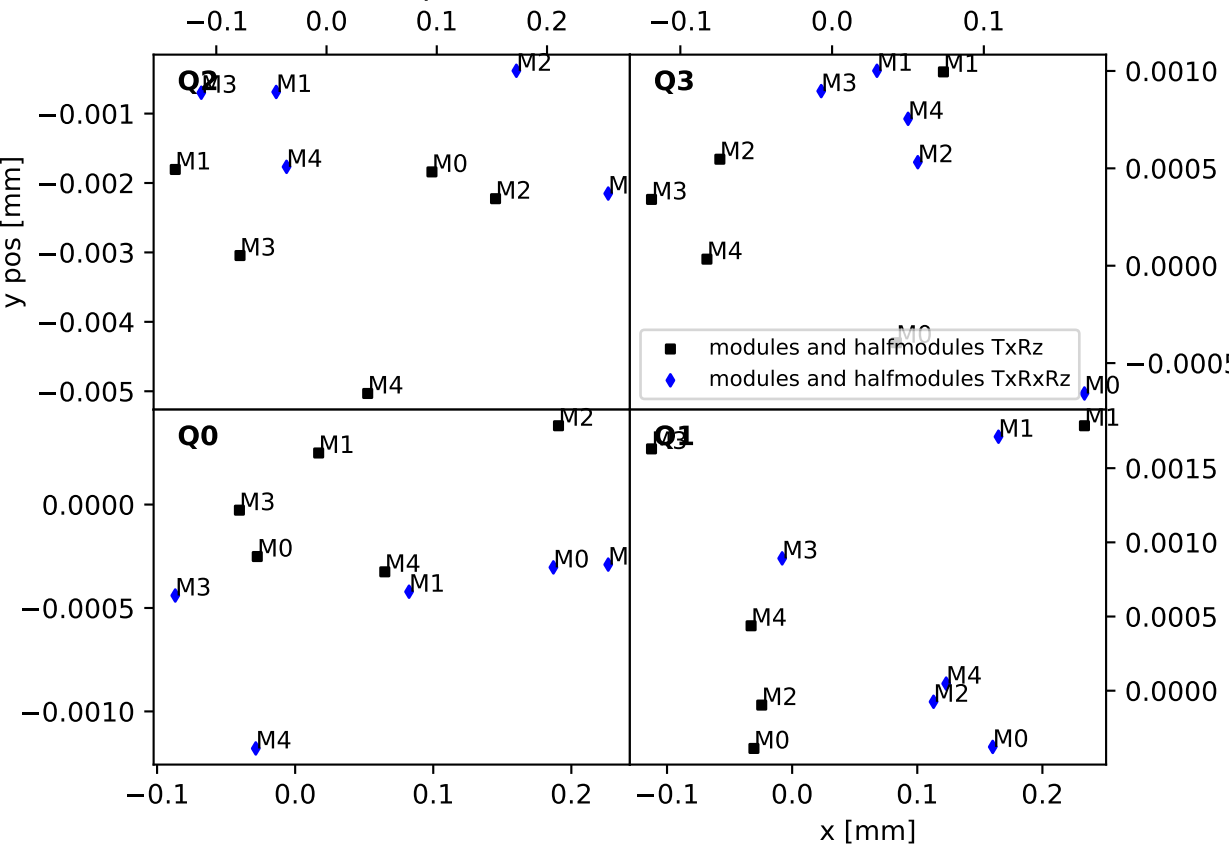 −0.1 0.0 0.1 0.2 −0.1 0.0 0.1
M2 M1 M1
Q2 M3 M1 Q3 M3 0.0010
−0.001 M4
M1 M4 M0 M2 M2
−0.002 M2 M M3 0.0005
y pos [mm]
−0.003 M3 M4 0.0000
−0.004 M0
modules and halfmodules TxRz −0.0005
modules and halfmodules TxRxRz
−0.005 M4 M0
Q0 M2 Q1 M3 M1 M1
M1 0.0015
0.0000 M3
M0 M4 M0 M M3 0.0010
M3 M1
−0.0005 M4 0.0005
M4 0.0000
−0.0010 M2 M2
M4 M0 M0
−0.1 0.0 0.1 0.2 −0.1 0.0 0.1 0.2
x [mm]